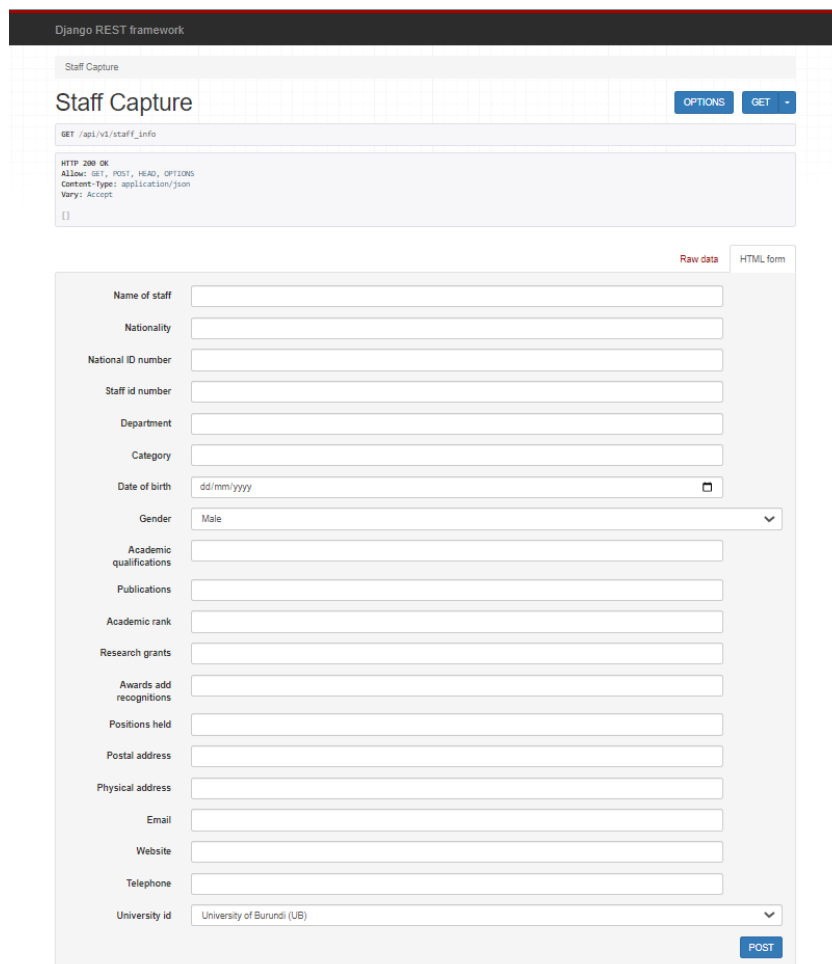 Django REST framework
Staff Capture
Staff Capture
OPTIONS
GET
GET /api/v1/staff_info
HTTP 200 OK
Allow: GET, POST, HEAD, OPTIONS
Content-Type: application/json
Vary: Accept
[]
Raw data
HTML form
Name of staff
Nationality
National ID number
Staff id number
Department
Category
Date of birth
dd/mm/yyyy
Gender
Male
Academic
qualifications
Publications
Academic rank
Research grants
Awards add
recognitions
Positions held
Postal address
Physical address
Email
Website
Telephone
University id
University of Burundi (UB)
POST